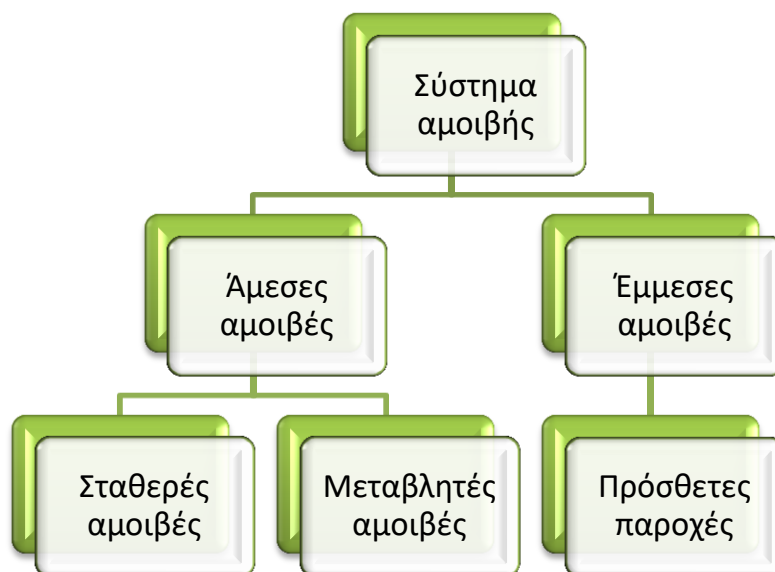 Σύστημα
αμοιβής
Άμεσες
αμοιβές
Έμμεσες
αμοιβές
Σταθερές
αμοιβές
Μεταβλητές
αμοιβές
Πρόσθετες
παροχές